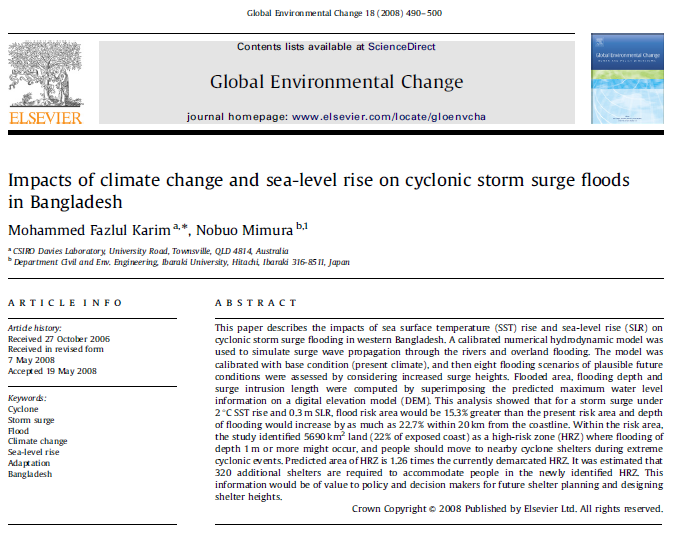 Global Environmental Change 18 (2008) 490–500
Contents lists available at ScienceDirect
Global Environmental Change
journal homepage: www.elsevier.com/locate/gloenvcha
ELSEVIER
Global Environmental Change
Impacts of climate change and sea-level rise on cyclonic storm surge floods
in Bangladesh
Mohammed Fazlul Karim a,*, Nobuo Mimura b,1
a CSIRO Davies Laboratory, University Road, Townsville, QLD 4814, Australia
b Department Civil and Env. Engineering, Ibaraki University, Hitachi, Ibaraki 316-8511, Japan
ARTICLE INFO
Article history:
Received 27 October 2006
Received in revised form
7 May 2008
Accepted 19 May 2008
Keywords:
Cyclone
Storm surge
Flood
Climate change
Sea-level rise
Adaptation
Bangladesh
ABSTRACT
This paper describes the impacts of sea surface temperature (SST) rise and sea-level rise (SLR) on
cyclonic storm surge flooding in western Bangladesh. A calibrated numerical hydrodynamic model was
used to simulate surge wave propagation through the rivers and overland flooding. The model was
calibrated with base condition (present climate), and then eight flooding scenarios of plausible future
conditions were assessed by considering increased surge heights. Flooded area, flooding depth and
surge intrusion length were computed by superimposing the predicted maximum water level
information on a digital elevation model (DEM). This analysis showed that for a storm surge under
2 °C SST rise and 0.3 m SLR, flood risk area would be 15.3% greater than the present risk area and depth
of flooding would increase by as much as 22.7% within 20 km from the coastline. Within the risk area,
the study identified 5690 km² land (22% of exposed coast) as a high-risk zone (HRZ) where flooding of
depth 1 m or more might occur, and people should move to nearby cyclone shelters during extreme
cyclonic events. Predicted area of HRZ is 1.26 times the currently demarcated HRZ. It was estimated that
320 additional shelters are required to accommodate people in the newly identified HRZ. This
information would be of value to policy and decision makers for future shelter planning and designing
shelter heights.
Crown Copyright © 2008 Published by Elsevier Ltd. All rights reserved.